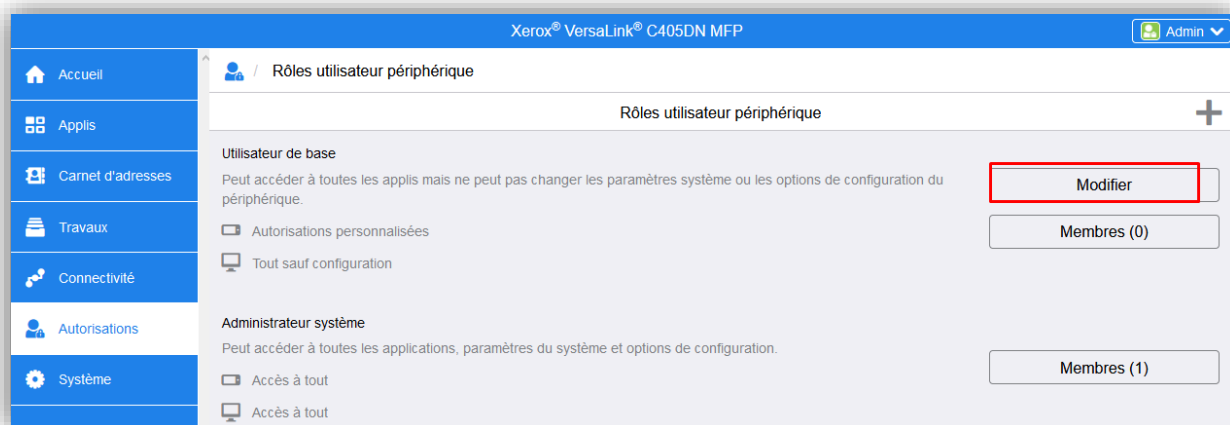 Xerox® VersaLink® C405DN MFP
Admin
Accueil
Applis
Carnet d'adresses
Travaux
Connectivité
Autorisations
Système
/ Rôles utilisateur périphérique
Rôles utilisateur périphérique
Utilisateur de base
Peut accéder à toutes les applis mais ne peut pas changer les paramètres système ou les options de configuration du
périphérique.
Autorisations personnalisées
Tout sauf configuration
Modifier
Membres (0)
Administrateur système
Peut accéder à toutes les applications, paramètres du système et options de configuration.
Accès à tout
Accès à tout
Membres (1)